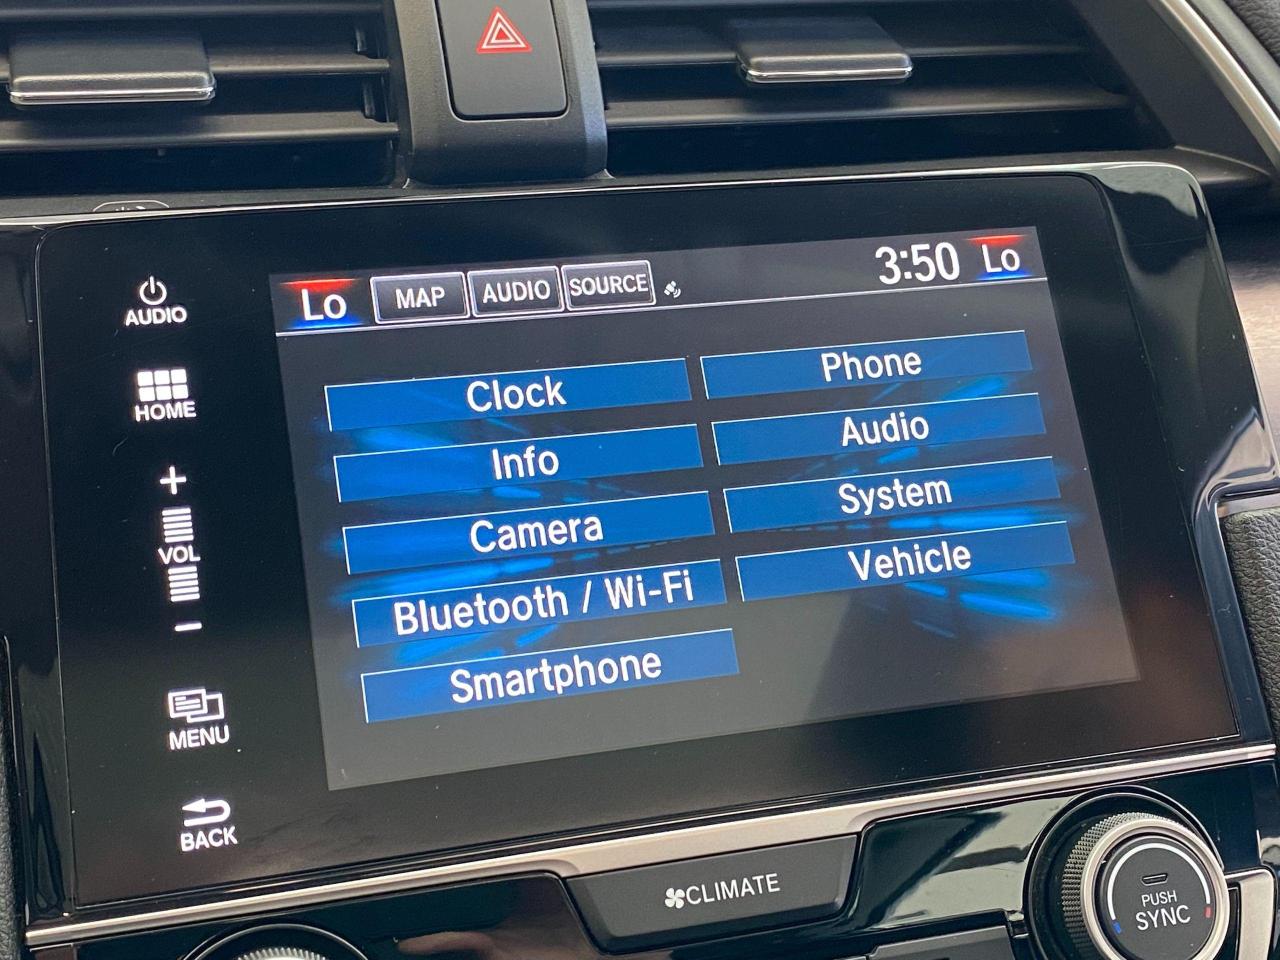 Lo MAP AUDIO SOURCE 3:50 Lo
AUDIO
HOME
+
VOL
−
MENU
BACK
Clock
Phone
Info
Audio
Camera
System
Bluetooth / Wi-Fi
Vehicle
Smartphone
CLIMATE
PUSH
SYNC